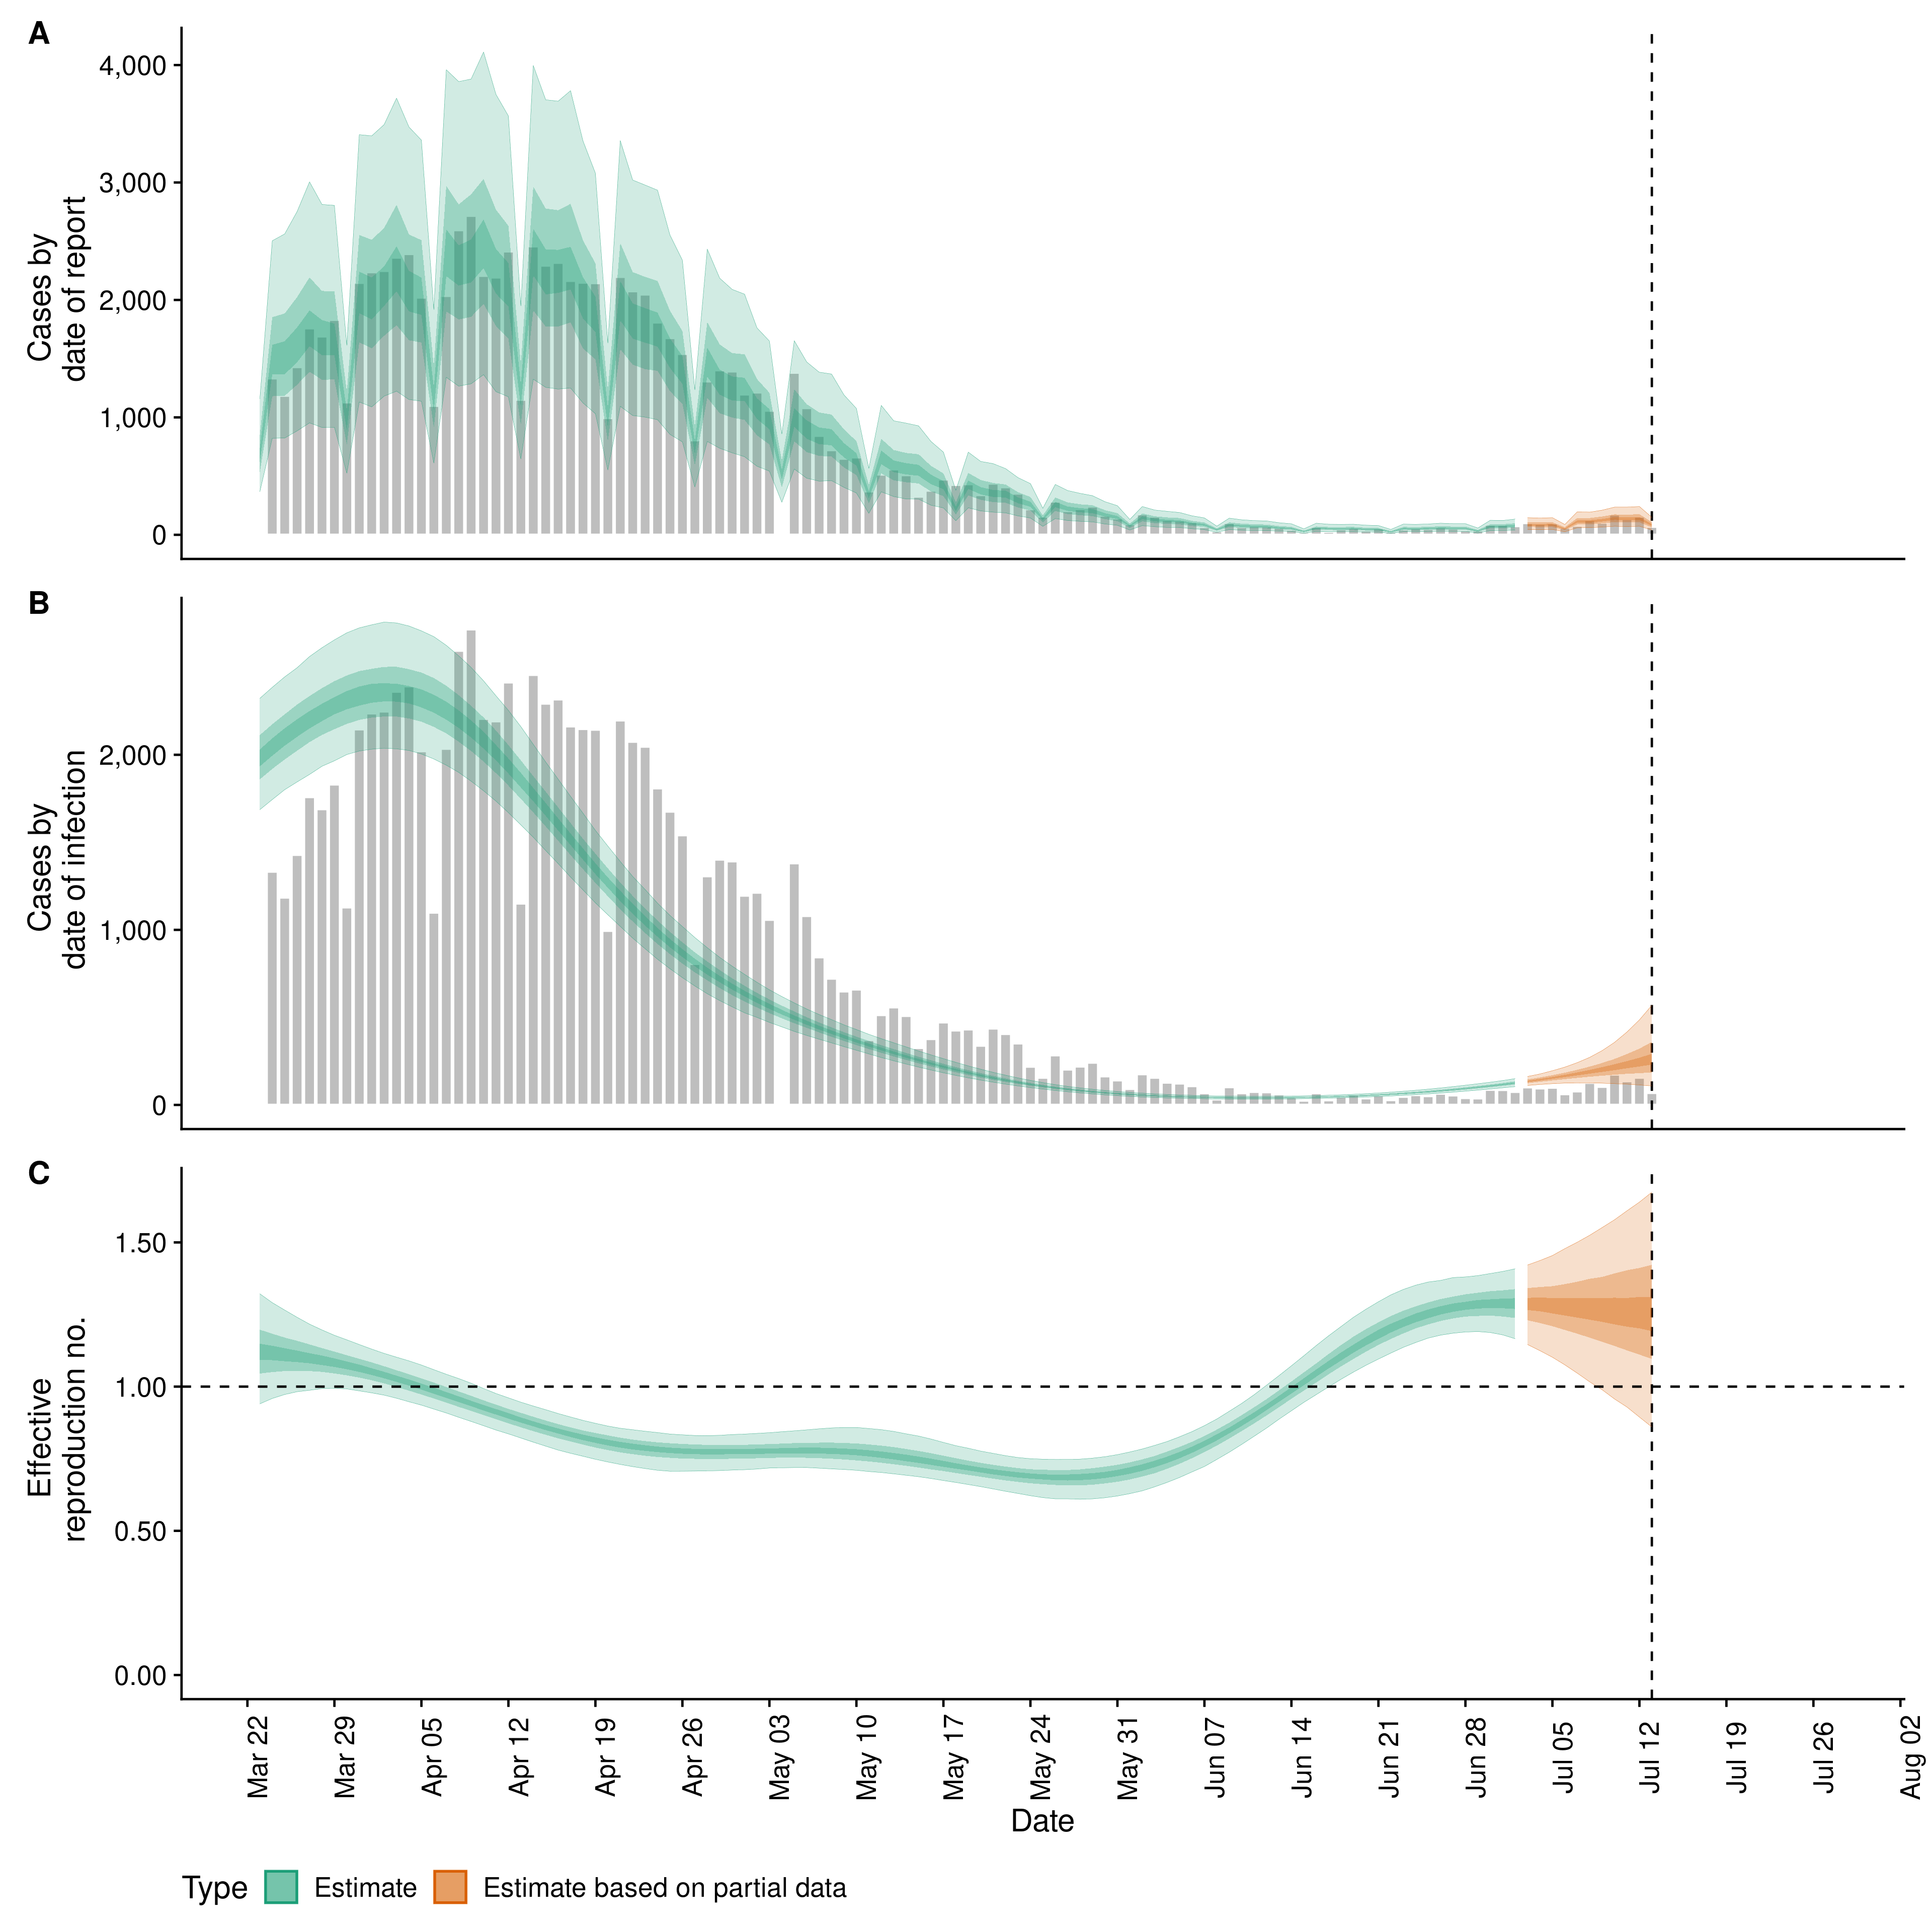 A
Cases by
date of report
4,000
3,000
2,000
1,000
0
B
Cases by
date of infection
2,000
1,000
0
C
Effective
reproduction no.
1.50
1.00
0.50
0.00
Mar 22
Mar 29
Apr 05
Apr 12
Apr 19
Apr 26
May 03
May 10
May 17
May 24
May 31
Jun 07
Jun 14
Jun 21
Jun 28
Jul 05
Jul 12
Jul 19
Jul 26
Aug 02
Date
Type Estimate Estimate based on partial data